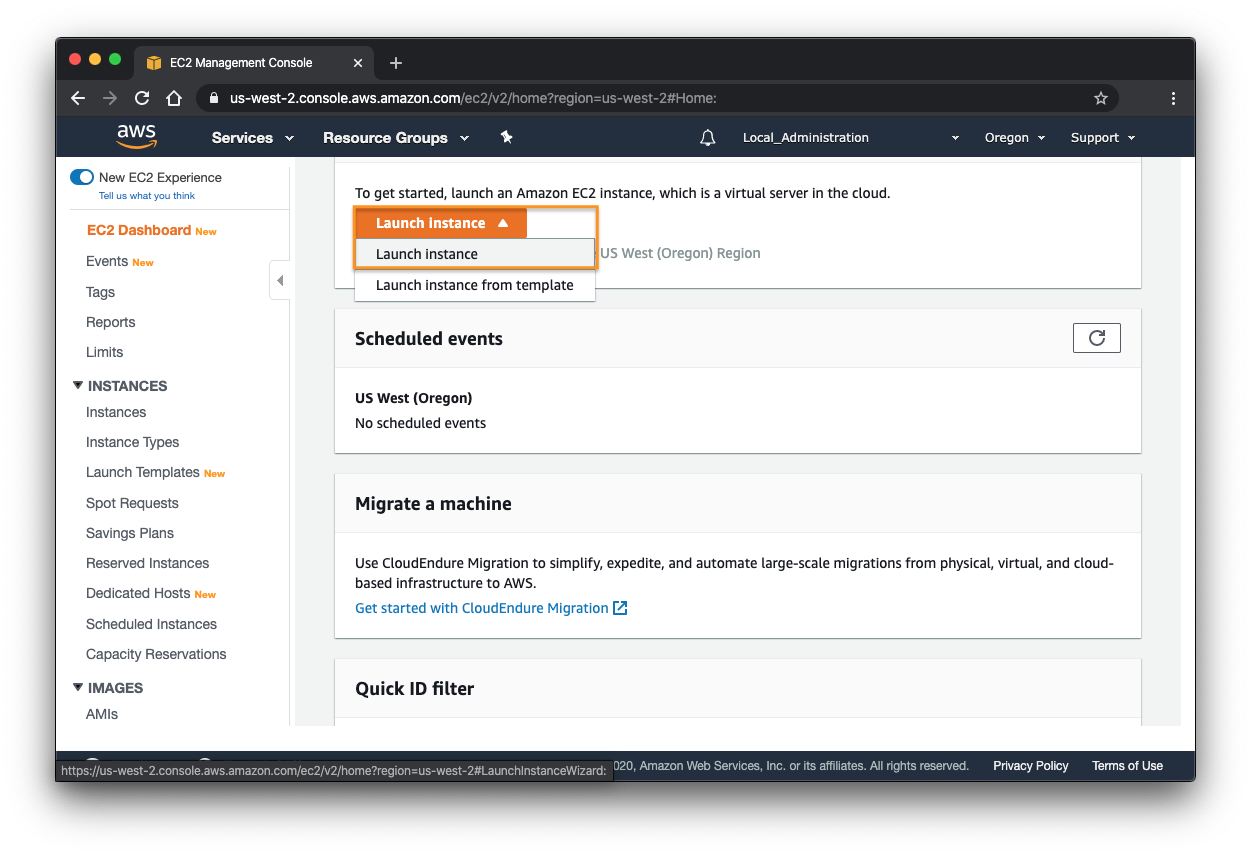 EC2 Management Console
us-west-2.console.aws.amazon.com/ec2/v2/home?region=us-west-2#Home:
aws
Services
Resource Groups
Local_Administration
Oregon
Support
New EC2 Experience
Tell us what you think
EC2 Dashboard New
Events New
Tags
Reports
Limits
INSTANCES
Instances
Instance Types
Launch Templates New
Spot Requests
Savings Plans
Reserved Instances
Dedicated Hosts New
Scheduled Instances
Capacity Reservations
IMAGES
AMIs
To get started, launch an Amazon EC2 instance, which is a virtual server in the cloud.
Launch instance
Launch instance
US West (Oregon) Region
Launch instance from template
Scheduled events
US West (Oregon)
No scheduled events
Migrate a machine
Use CloudEndure Migration to simplify, expedite, and automate large-scale migrations from physical, virtual, and cloud-
based infrastructure to AWS.
Get started with CloudEndure Migration
Quick ID filter
https://us-west-2.console.aws.amazon.com/ec2/v2/home?region=us-west-2#LaunchInstanceWizard:
020, Amazon Web Services, Inc. or its affiliates. All rights reserved.
Privacy Policy
Terms of Use